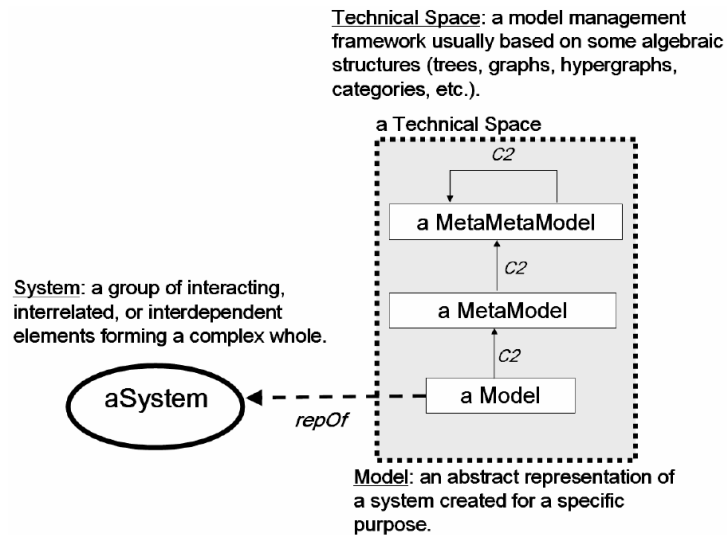 Technical Space: a model management
framework usually based on some algebraic
structures (trees, graphs, hypergraphs,
categories, etc.).
a Technical Space
C2
a MetaMetaModel
C2
System: a group of interacting,
interrelated, or interdependent
elements forming a complex whole.
a MetaModel
C2
aSystem
a Model
repOf
Model: an abstract representation of
a system created for a specific
purpose.